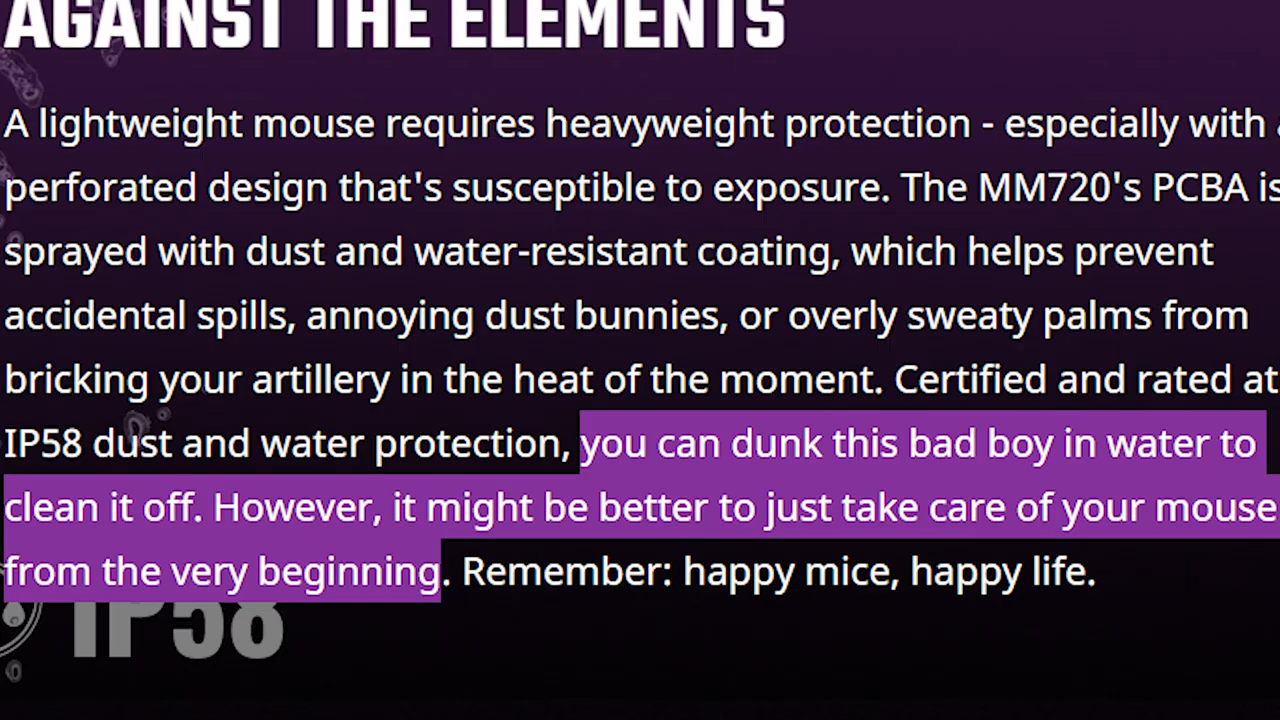 AGAINST THE ELEMENTS
A lightweight mouse requires heavyweight protection - especially with a
perforated design that's susceptible to exposure. The MM720's PCBA is
sprayed with dust and water-resistant coating, which helps prevent
accidental spills, annoying dust bunnies, or overly sweaty palms from
bricking your artillery in the heat of the moment. Certified and rated at
IP58 dust and water protection, you can dunk this bad boy in water to
clean it off. However, it might be better to just take care of your mouse
from the very beginning. Remember: happy mice, happy life.
IP58